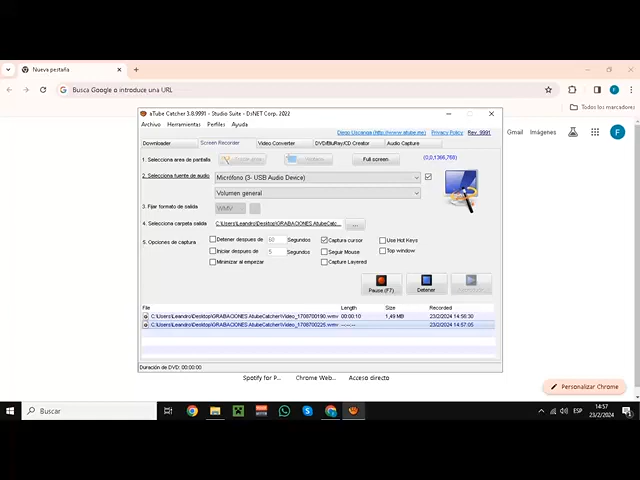 Nueva pestaña
Busca Google o introduce una URL
Todos los marcadores
Gmail Imágenes
aTube Catcher 3.8.9991 - Studio Suite - DsNET Corp. 2022
Archivo Herramientas Perfiles Ayuda
Diego Uscanga (http://www.atube.me) Privacy Policy Rev. 9991
Downloader Screen Recorder Video Converter DVD/BluRay/CD Creator Audio Capture
1. Selecciona area de pantalla Full screen (0,0,1366,768)
2. Seleccione fuente de audio Micrófono (3- USB Audio Device)
Volumen general
3. Fijar formato de salida WMV
4. Selecciona carpeta salida C:\Users\Leandro\Desktop\GRABACIONES AtubeCatc... ...
5. Opciones de captura Detener despues de 60 Segundos Captura cursor Use Hot Keys
Iniciar despues de 5 Segundos Seguir Mouse Top window
Minimizar al empezar Capture Layered
Pause (F7) Detener
File Length Size Recorded
C:\Users\Leandro\Desktop\GRABACIONES AtubeCatcher\Video_1708700190.wmv 00:00:10 1,49 MB 23/2/2024 14:56:30
C:\Users\Leandro\Desktop\GRABACIONES AtubeCatcher\Video_1708700225.wmv --:--:-- 23/2/2024 14:57:05
Duración de DVD: 00:00:00
Spotify for P... Chrome Web... Acceso directo
Personalizar Chrome
Buscar
ESP
14:57
23/2/2024